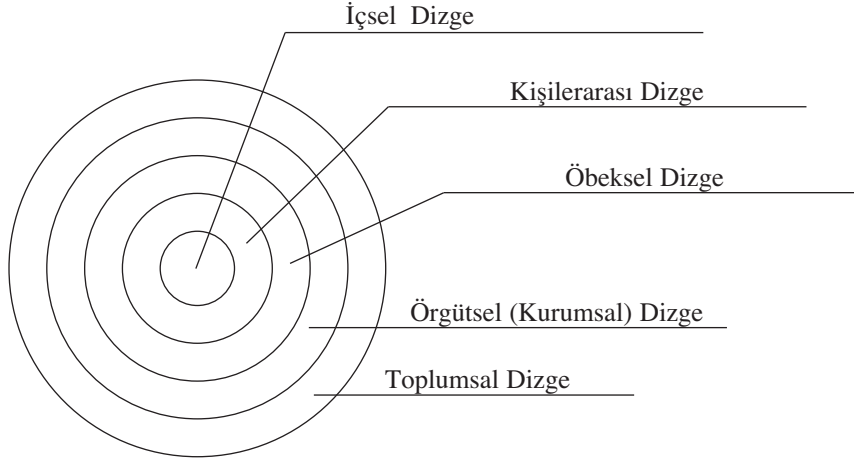 İçsel Dizge
Kişilerarası Dizge
Öbeksel Dizge
Örgütsel (Kurumsal) Dizge
Toplumsal Dizge